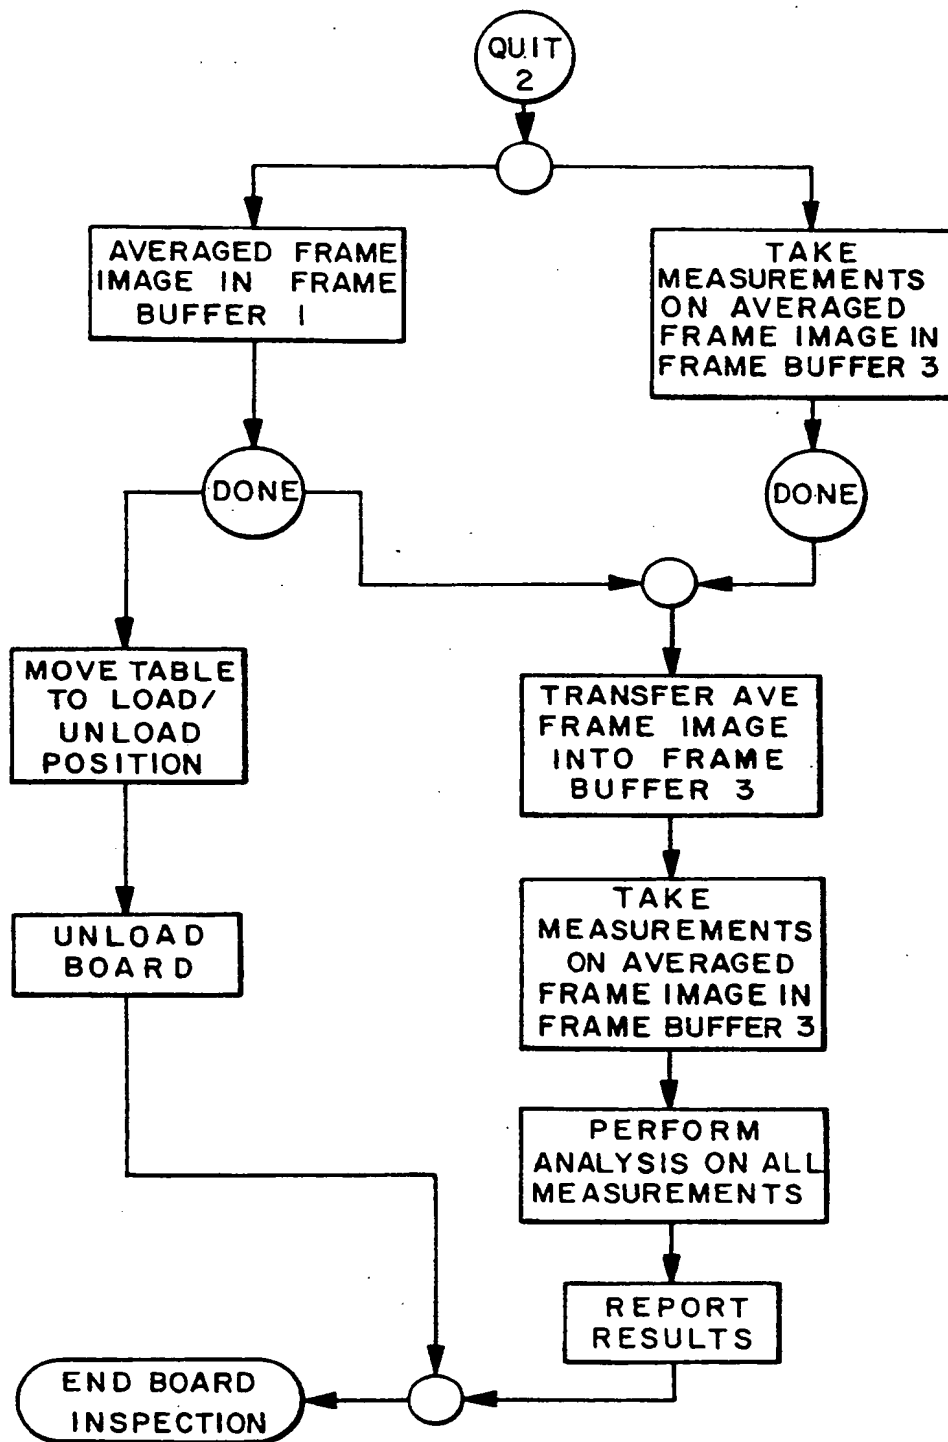 QUIT
2
AVERAGED FRAME
IMAGE IN FRAME
BUFFER 1
TAKE
MEASUREMENTS
ON AVERAGED
FRAME IMAGE IN
FRAME BUFFER 3
DONE
DONE
MOVE TABLE
TO LOAD/
UNLOAD
POSITION
TRANSFER AVE
FRAME IMAGE
INTO FRAME
BUFFER 3
UNLOAD
BOARD
TAKE
MEASUREMENTS
ON AVERAGED
FRAME IMAGE IN
FRAME BUFFER 3
PERFORM
ANALYSIS ON ALL
MEASUREMENTS
REPORT
RESULTS
END BOARD
INSPECTION